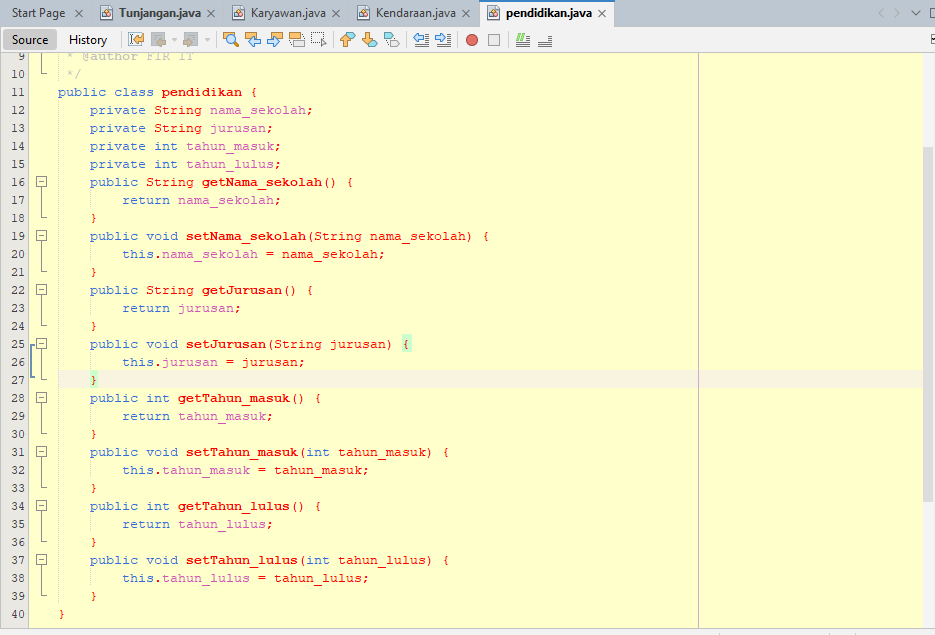 Start Page Tunjangan.java Karyawan.java Kendaraan.java pendidikan.java
Source History
9 * @author FIR IT
10 */
11 public class pendidikan {
12 private String nama_sekolah;
13 private String jurusan;
14 private int tahun_masuk;
15 private int tahun_lulus;
16 public String getNama_sekolah() {
17 return nama_sekolah;
18 }
19 public void setNama_sekolah(String nama_sekolah) {
20 this.nama_sekolah = nama_sekolah;
21 }
22 public String getJurusan() {
23 return jurusan;
24 }
25 public void setJurusan(String jurusan) {
26 this.jurusan = jurusan;
27 }
28 public int getTahun_masuk() {
29 return tahun_masuk;
30 }
31 public void setTahun_masuk(int tahun_masuk) {
32 this.tahun_masuk = tahun_masuk;
33 }
34 public int getTahun_lulus() {
35 return tahun_lulus;
36 }
37 public void setTahun_lulus(int tahun_lulus) {
38 this.tahun_lulus = tahun_lulus;
39 }
40 }